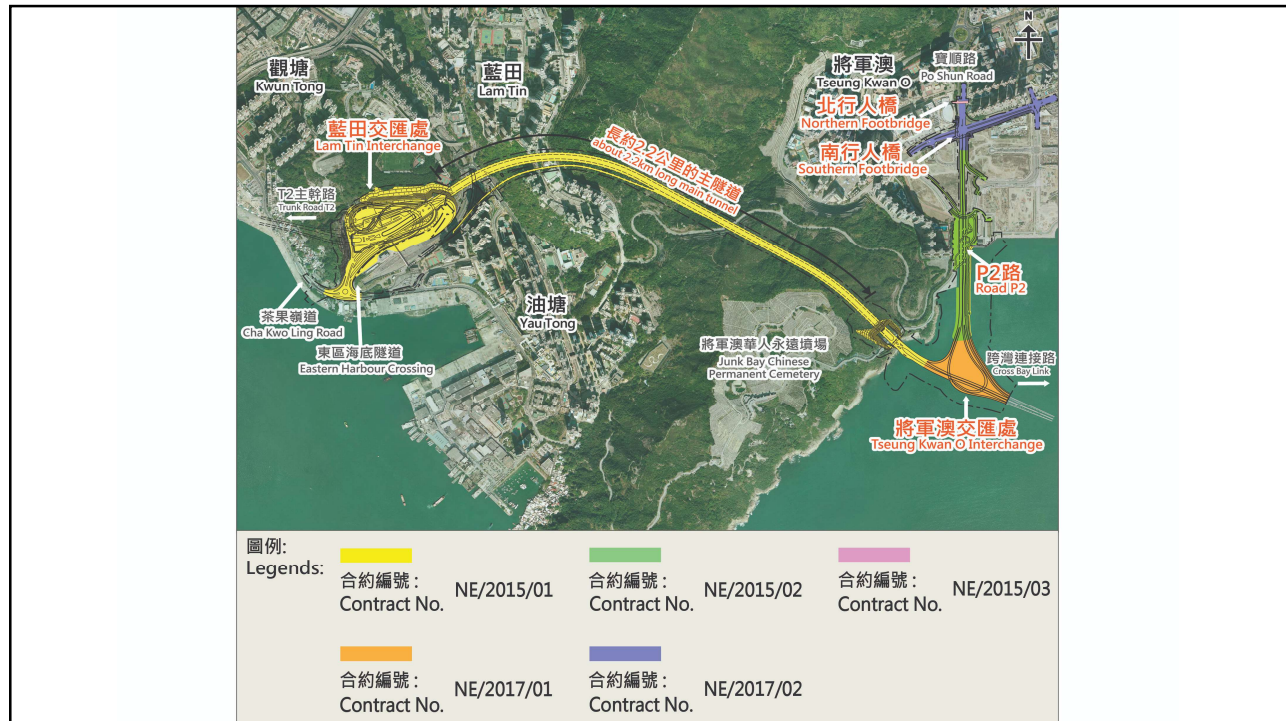 N
觀塘
Kwun Tong
藍田
Lam Tin
將軍澳
Tseung Kwan O
寶順路
Po Shun Road
北行人橋
Northern Footbridge
南行人橋
Southern Footbridge
藍田交匯處
Lam Tin Interchange
長約2.2公里的主隧道
about 2.2km long main tunnel
T2主幹路
Trunk Road T2
P2路
Road P2
茶果嶺道
Cha Kwo Ling Road
東區海底隧道
Eastern Harbour Crossing
油塘
Yau Tong
將軍澳華人永遠墳場
Junk Bay Chinese
Permanent Cemetery
跨灣連接路
Cross Bay Link
將軍澳交匯處
Tseung Kwan O Interchange
圖例:
Legends:
合約編號 :
Contract No. NE/2015/01
合約編號 :
Contract No. NE/2015/02
合約編號 :
Contract No. NE/2015/03
合約編號 :
Contract No. NE/2017/01
合約編號 :
Contract No. NE/2017/02